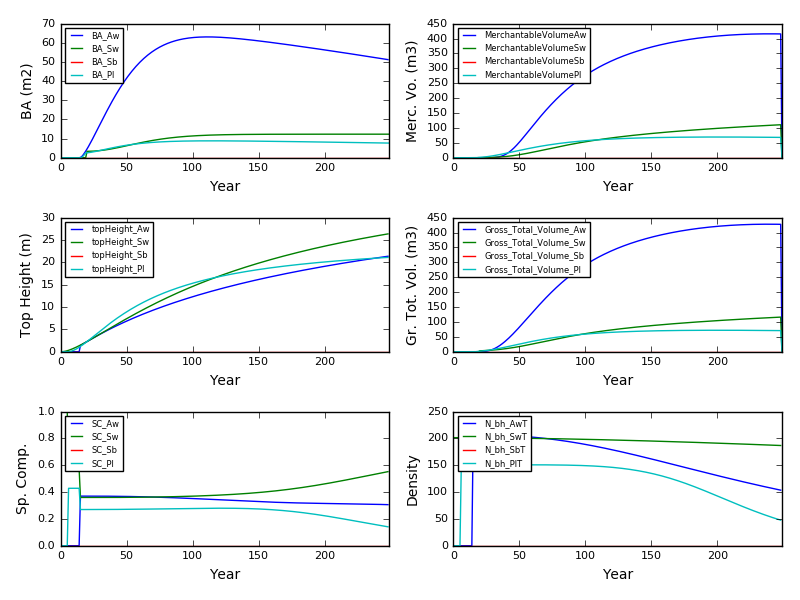 70
60
50
40
30
20
10
0
BA (m2)
BA_Aw
BA_Sw
BA_Sb
BA_Pl
0 50 100 150 200
Year
450
400
350
300
250
200
150
100
50
0
Merc. Vo. (m3)
MerchantableVolumeAw
MerchantableVolumeSw
MerchantableVolumeSb
MerchantableVolumePl
0 50 100 150 200
Year
30
25
20
15
10
5
0
Top Height (m)
topHeight_Aw
topHeight_Sw
topHeight_Sb
topHeight_Pl
0 50 100 150 200
Year
450
400
350
300
250
200
150
100
50
0
Gr. Tot. Vol. (m3)
Gross_Total_Volume_Aw
Gross_Total_Volume_Sw
Gross_Total_Volume_Sb
Gross_Total_Volume_Pl
0 50 100 150 200
Year
1.0
0.8
0.6
0.4
0.2
0.0
Sp. Comp.
SC_Aw
SC_Sw
SC_Sb
SC_Pl
0 50 100 150 200
Year
250
200
150
100
50
0
Density
N_bh_AwT
N_bh_SwT
N_bh_SbT
N_bh_PlT
0 50 100 150 200
Year